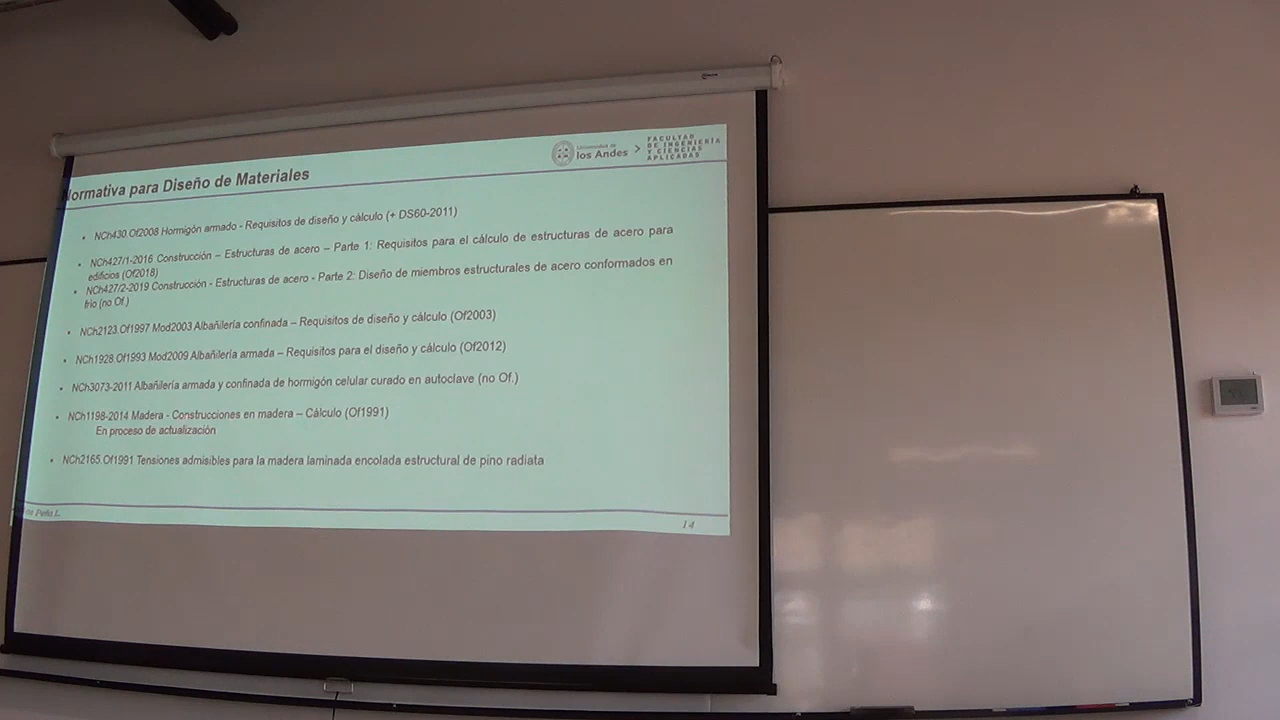 Universidad de
los Andes >
FACULTAD
DE INGENIERÍA
Y CIENCIAS
APLICADAS
Normativa para Diseño de Materiales
• NCh430.Of2008 Hormigón armado - Requisitos de diseño y cálculo (+ DS60-2011)
• NCh427/1-2016 Construcción – Estructuras de acero – Parte 1: Requisitos para el cálculo de estructuras de acero para
edificios (Of2018)
• NCh427/2-2019 Construcción - Estructuras de acero - Parte 2: Diseño de miembros estructurales de acero conformados en
frío (no Of.)
• NCh2123.Of1997 Mod2003 Albañilería confinada – Requisitos de diseño y cálculo (Of2003)
• NCh1928.Of1993 Mod2009 Albañilería armada – Requisitos para el diseño y cálculo (Of2012)
• NCh3073-2011 Albañilería armada y confinada de hormigón celular curado en autoclave (no Of.)
• NCh1198-2014 Madera - Construcciones en madera – Cálculo (Of1991)
En proceso de actualización
• NCh2165.Of1991 Tensiones admisibles para la madera laminada encolada estructural de pino radiata
Peña L.
14